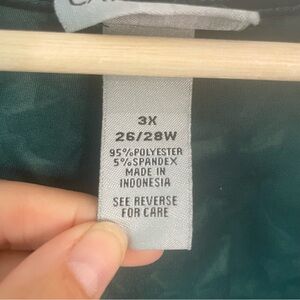 3X
26/28W
95%POLYESTER
5%SPANDEX
MADE IN
INDONESIA
SEE REVERSE
FOR CARE